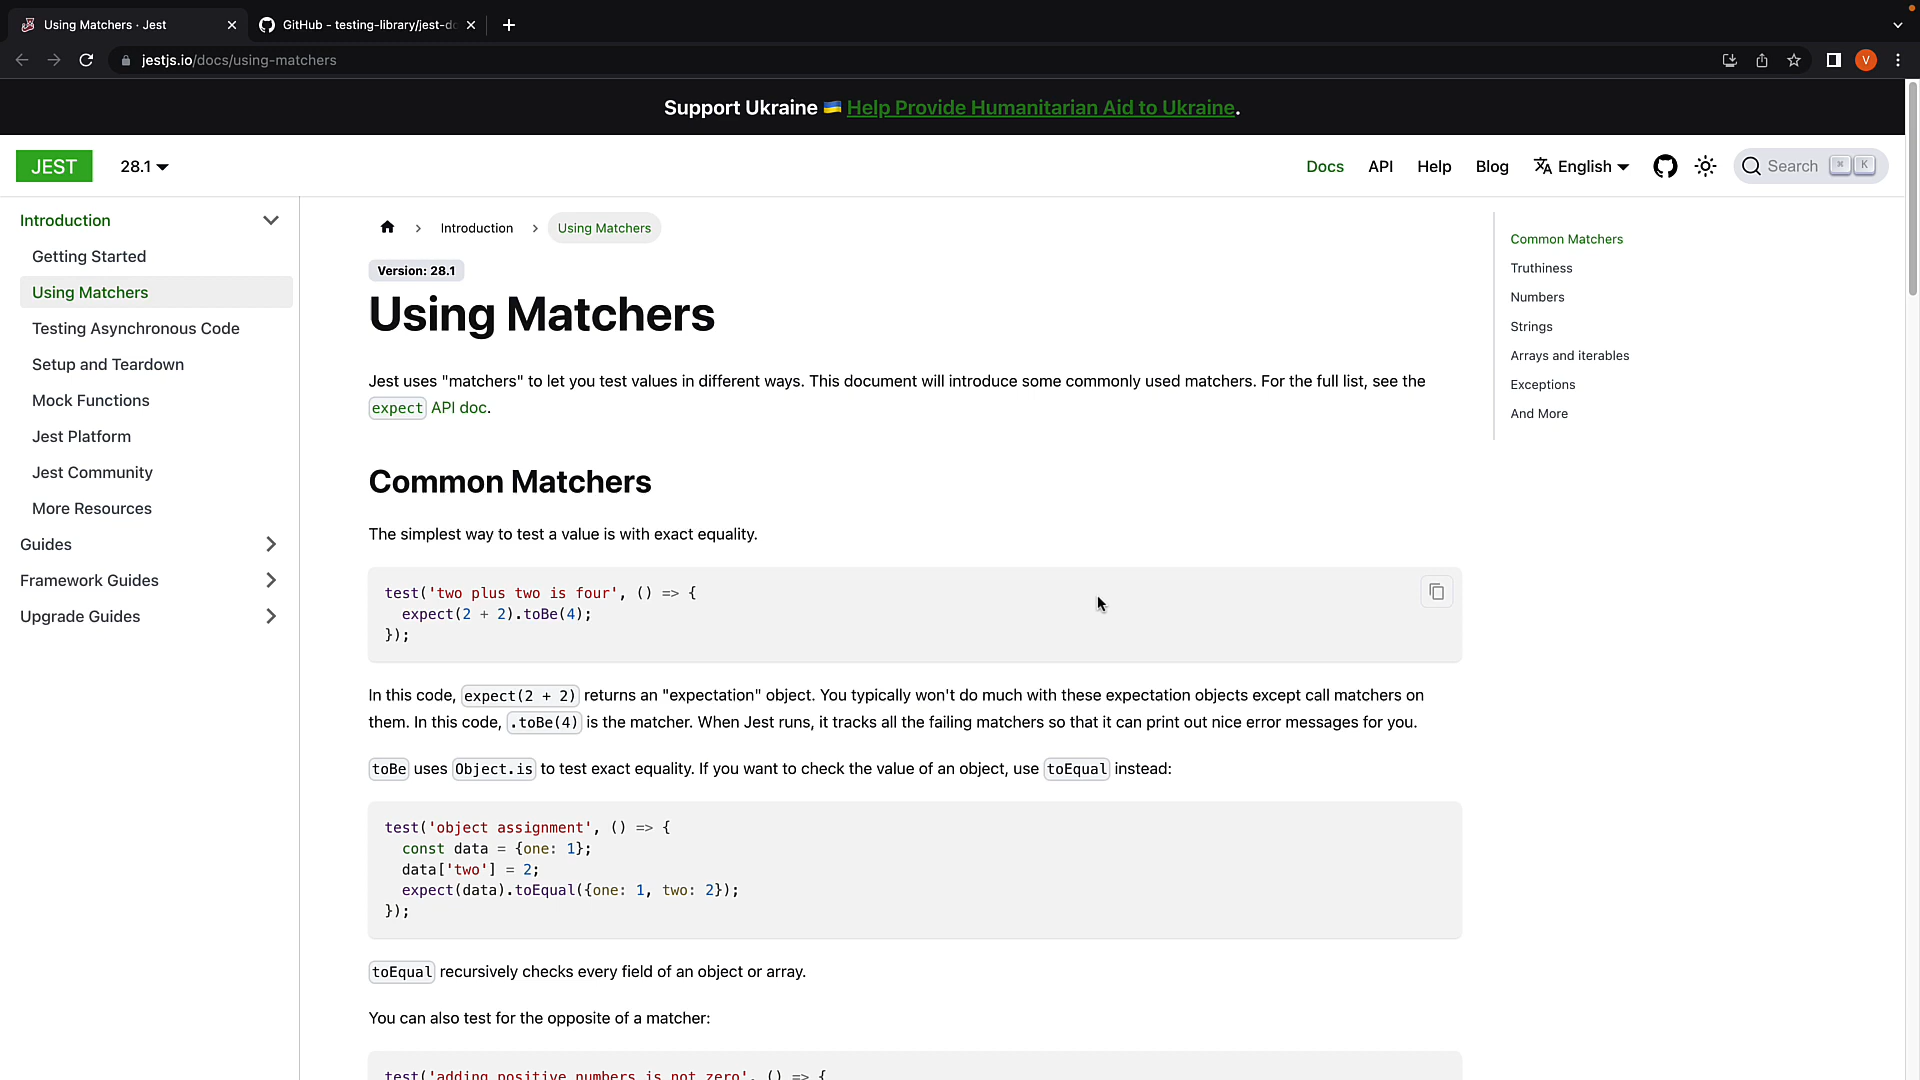 Using Matchers · Jest
GitHub - testing-library/jest-do
jestjs.io/docs/using-matchers
V
Support Ukraine 🇺🇦 Help Provide Humanitarian Aid to Ukraine.
JEST
28.1
Docs
API
Help
Blog
English
Search
⌘ K
Introduction
Getting Started
Using Matchers
Testing Asynchronous Code
Setup and Teardown
Mock Functions
Jest Platform
Jest Community
More Resources
Guides
Framework Guides
Upgrade Guides
Introduction
Using Matchers
Version: 28.1
Using Matchers
Jest uses "matchers" to let you test values in different ways. This document will introduce some commonly used matchers. For the full list, see the
expect API doc.
Common Matchers
The simplest way to test a value is with exact equality.
test('two plus two is four', () => {
  expect(2 + 2).toBe(4);
});
In this code, expect(2 + 2) returns an "expectation" object. You typically won't do much with these expectation objects except call matchers on
them. In this code, .toBe(4) is the matcher. When Jest runs, it tracks all the failing matchers so that it can print out nice error messages for you.
toBe uses Object.is to test exact equality. If you want to check the value of an object, use toEqual instead:
test('object assignment', () => {
  const data = {one: 1};
  data['two'] = 2;
  expect(data).toEqual({one: 1, two: 2});
});
toEqual recursively checks every field of an object or array.
You can also test for the opposite of a matcher:
test('adding positive numbers is not zero', () => {
Common Matchers
Truthiness
Numbers
Strings
Arrays and iterables
Exceptions
And More